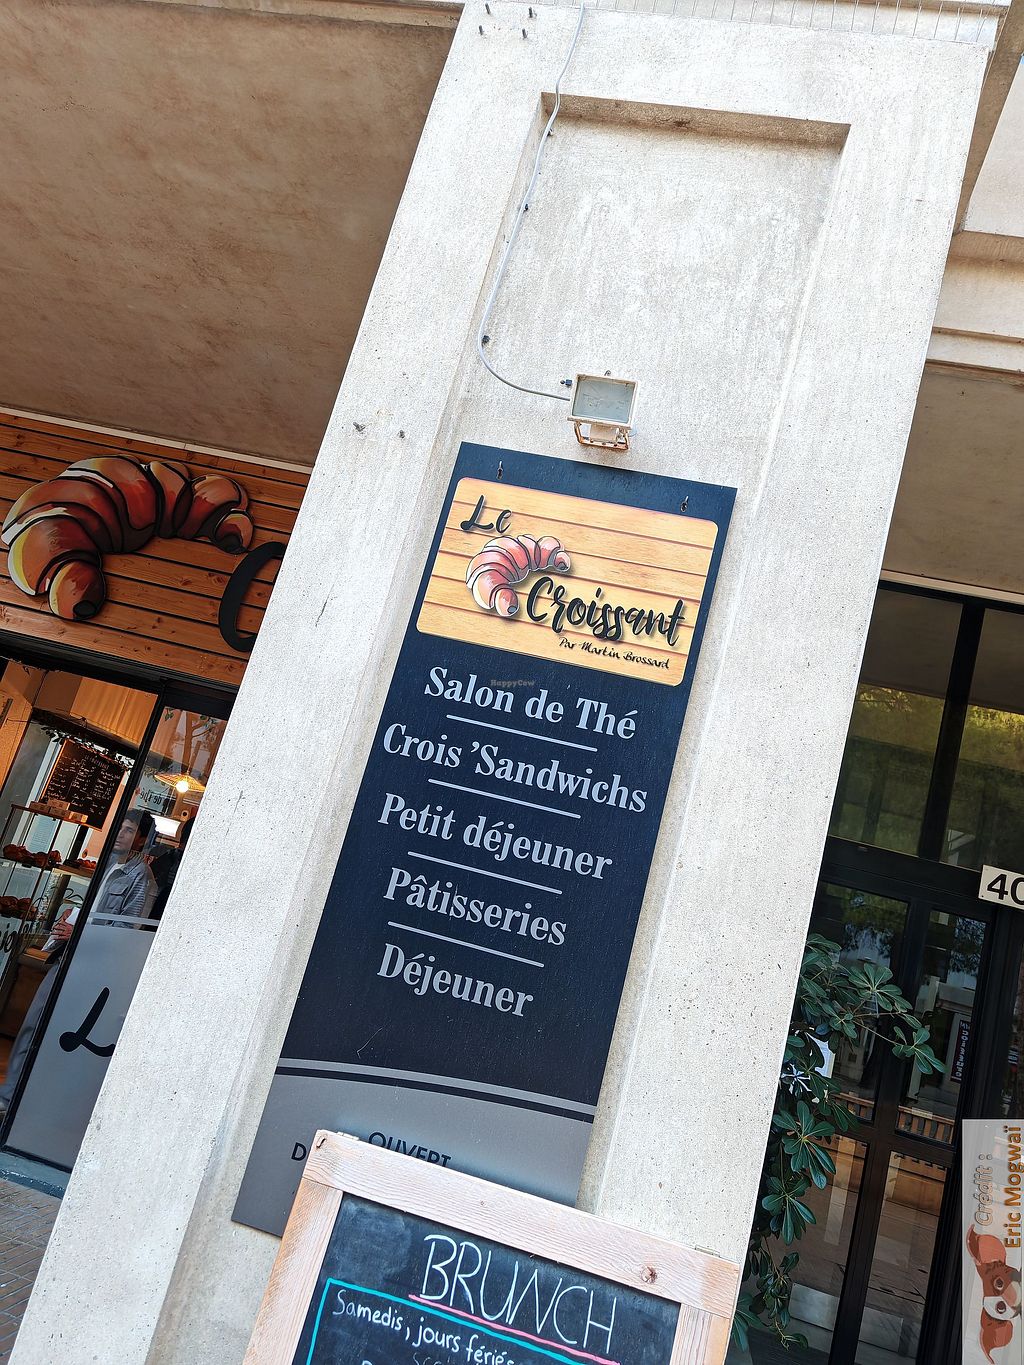 Le
Croissant
Par Martin Brossard
HappyCow
Salon de Thé
Crois 'Sandwichs
Petit déjeuner
Pâtisseries
Déjeuner
OUVERT
BRUNCH
Samedis, jours fériés
40
Crédit :
Eric Mogwaï